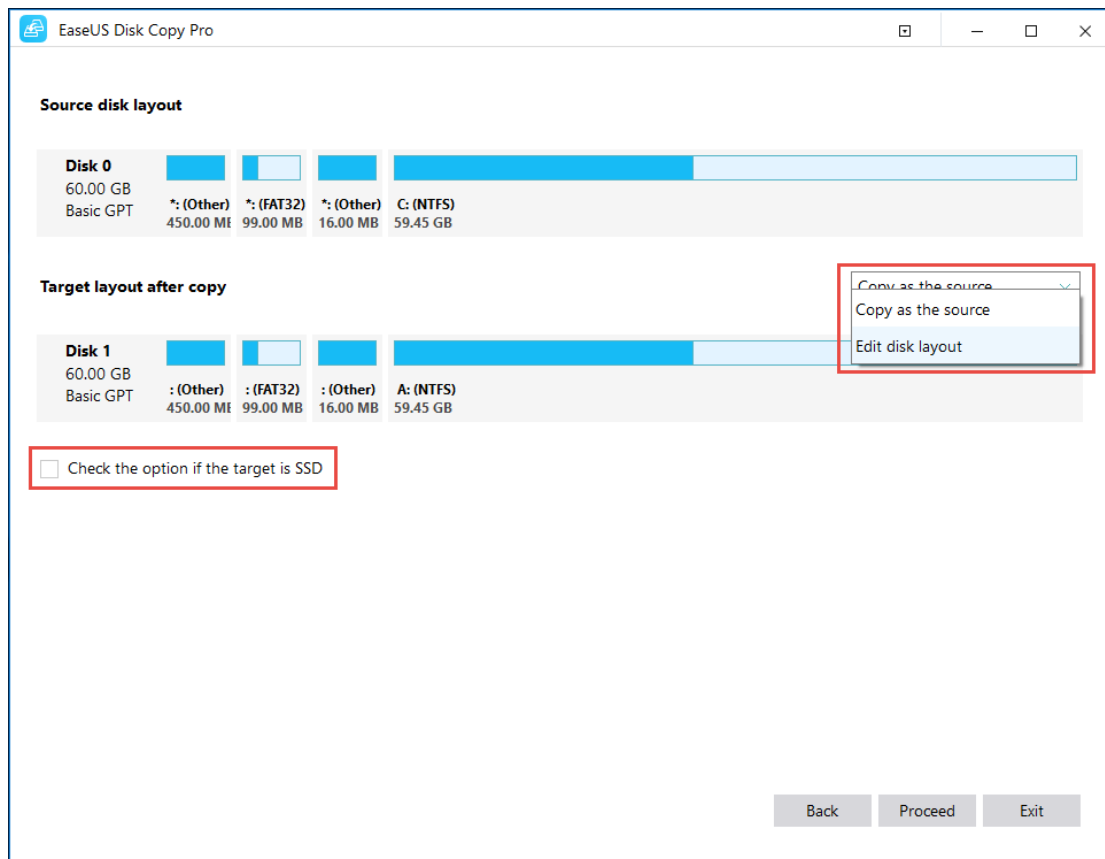 EaseUS Disk Copy Pro
Source disk layout
Disk 0
60.00 GB
Basic GPT
*: (Other) *: (FAT32) *: (Other) C: (NTFS)
450.00 ME 99.00 MB 16.00 MB 59.45 GB
Target layout after copy
Copy as the source
Copy as the source
Edit disk layout
Disk 1
60.00 GB
Basic GPT
: (Other) : (FAT32) : (Other) A: (NTFS)
450.00 ME 99.00 MB 16.00 MB 59.45 GB
Check the option if the target is SSD
Back Proceed Exit